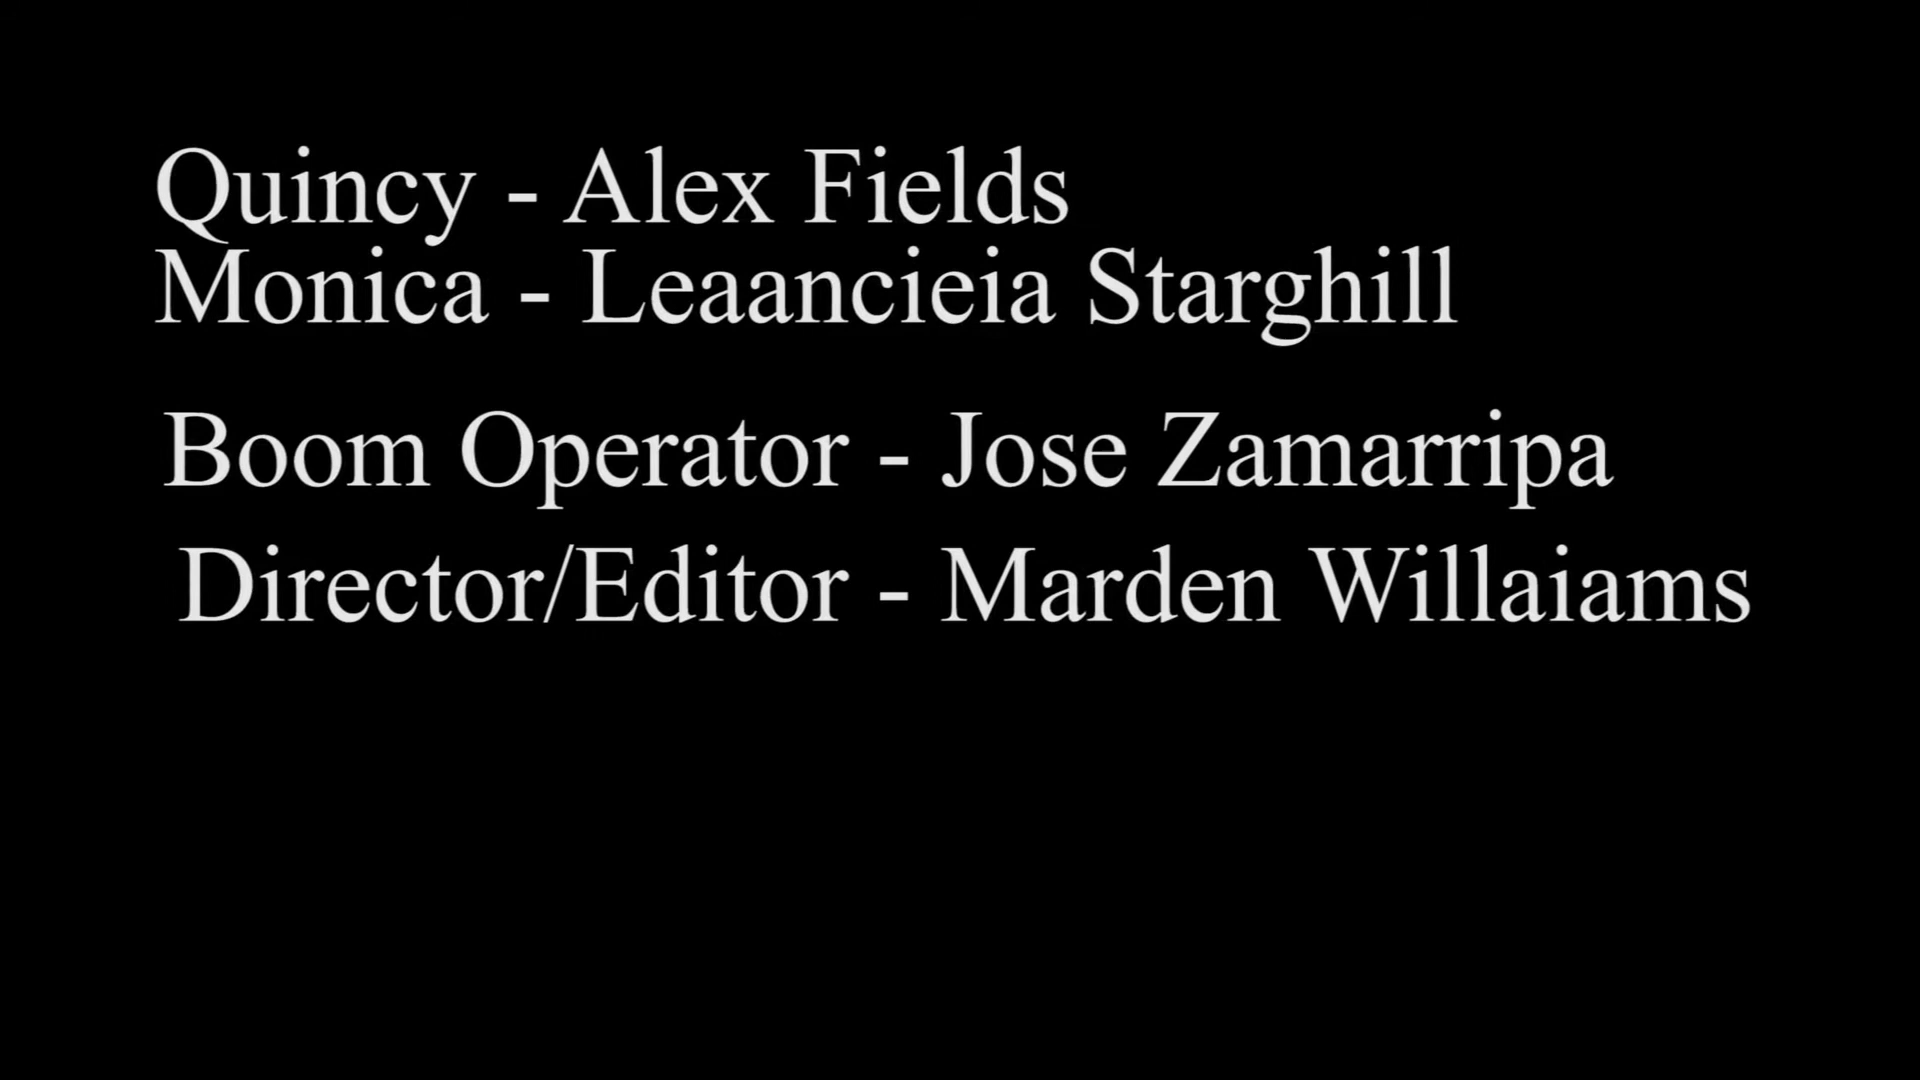 Quincy - Alex Fields
Monica - Leaancieia Starghill
Boom Operator - Jose Zamarripa
Director/Editor - Marden Willaiams